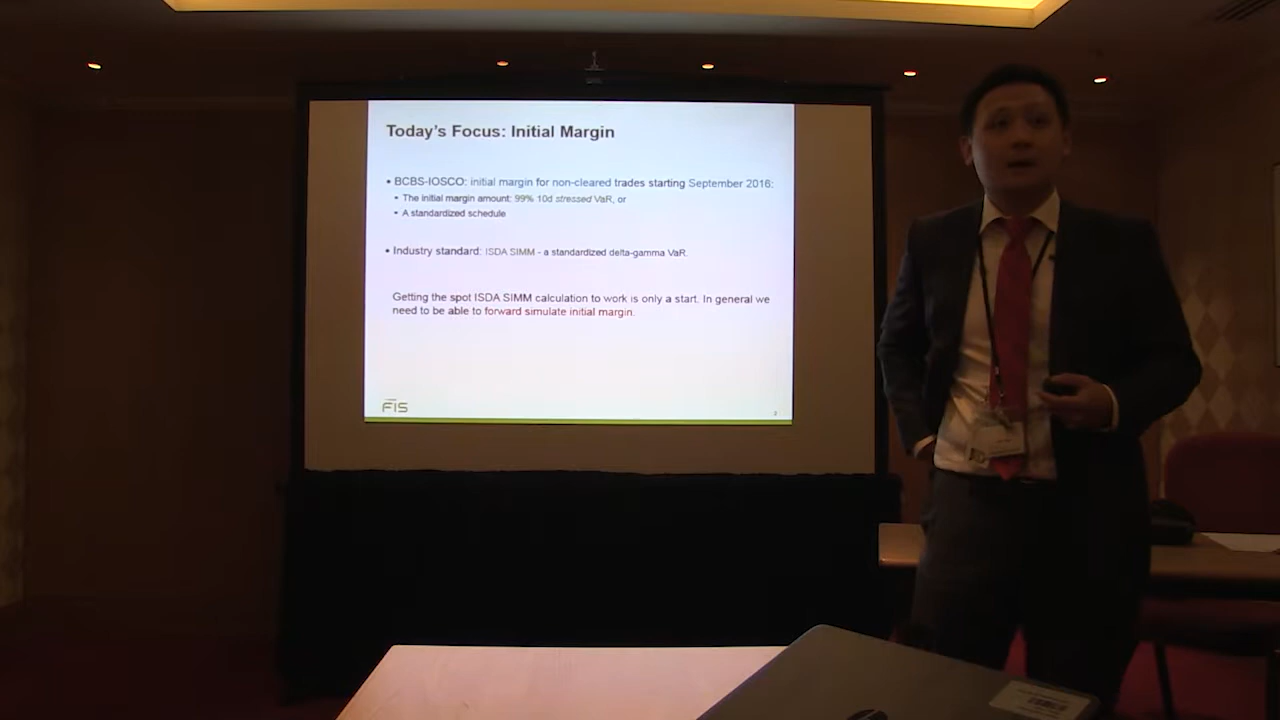 Today's Focus: Initial Margin
• BCBS-IOSCO: initial margin for non-cleared trades starting September 2016:
• The initial margin amount: 99% 10d stressed VaR, or
• A standardized schedule
• Industry standard: ISDA SIMM - a standardized delta-gamma VaR.
Getting the spot ISDA SIMM calculation to work is only a start. In general we
need to be able to forward simulate initial margin.
FIS
2